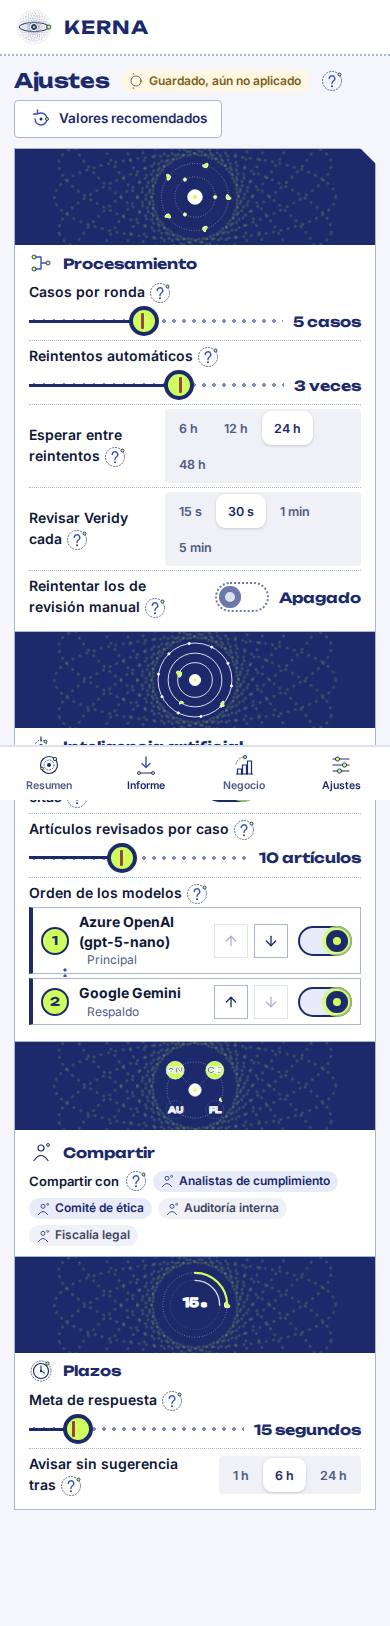 KERNA
Ajustes
Guardado, aún no aplicado
?
Valores recomendados
Procesamiento
Casos por ronda ?
5 casos
Reintentos automáticos ?
3 veces
Esperar entre
reintentos ?
6 h 12 h 24 h
48 h
Revisar Veridy
cada ?
15 s 30 s 1 min
5 min
Reintentar los de
revisión manual ?
Apagado
Resumen Informe Negocio Ajustes
Artículos revisados por caso ?
10 artículos
Orden de los modelos ?
1
Azure OpenAI
(gpt-5-nano)
Principal
2
Google Gemini
Respaldo
AU FL
Compartir
Compartir con ? Analistas de cumplimiento
Comité de ética Auditoría interna
Fiscalía legal
15 s
Plazos
Meta de respuesta ?
15 segundos
Avisar sin sugerencia
tras ?
1 h 6 h 24 h